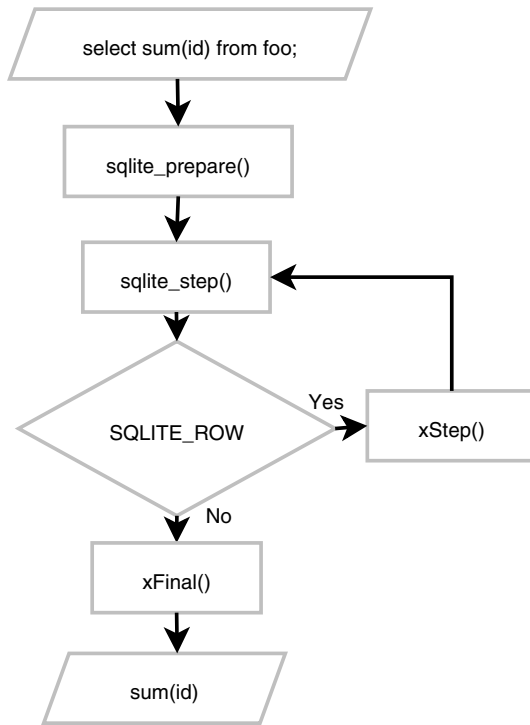 select sum(id) from foo;
sqlite_prepare()
sqlite_step()
SQLITE_ROW
Yes
xStep()
No
xFinal()
sum(id)